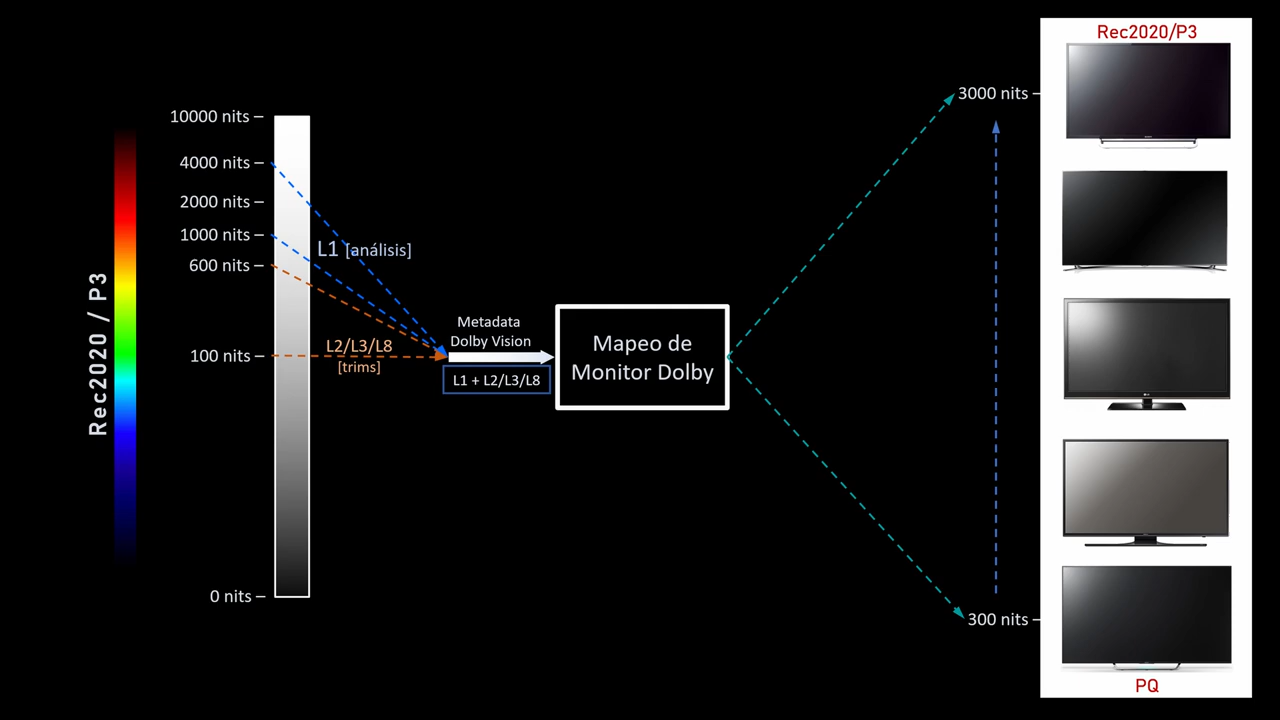 Rec2020/P3
3000 nits
10000 nits
4000 nits
2000 nits
1000 nits
L1 [análisis]
600 nits
Rec2020 / P3
Metadata
Dolby Vision
L2/L3/L8
[trims]
100 nits
L1 + L2/L3/L8
Mapeo de
Monitor Dolby
0 nits
300 nits
PQ